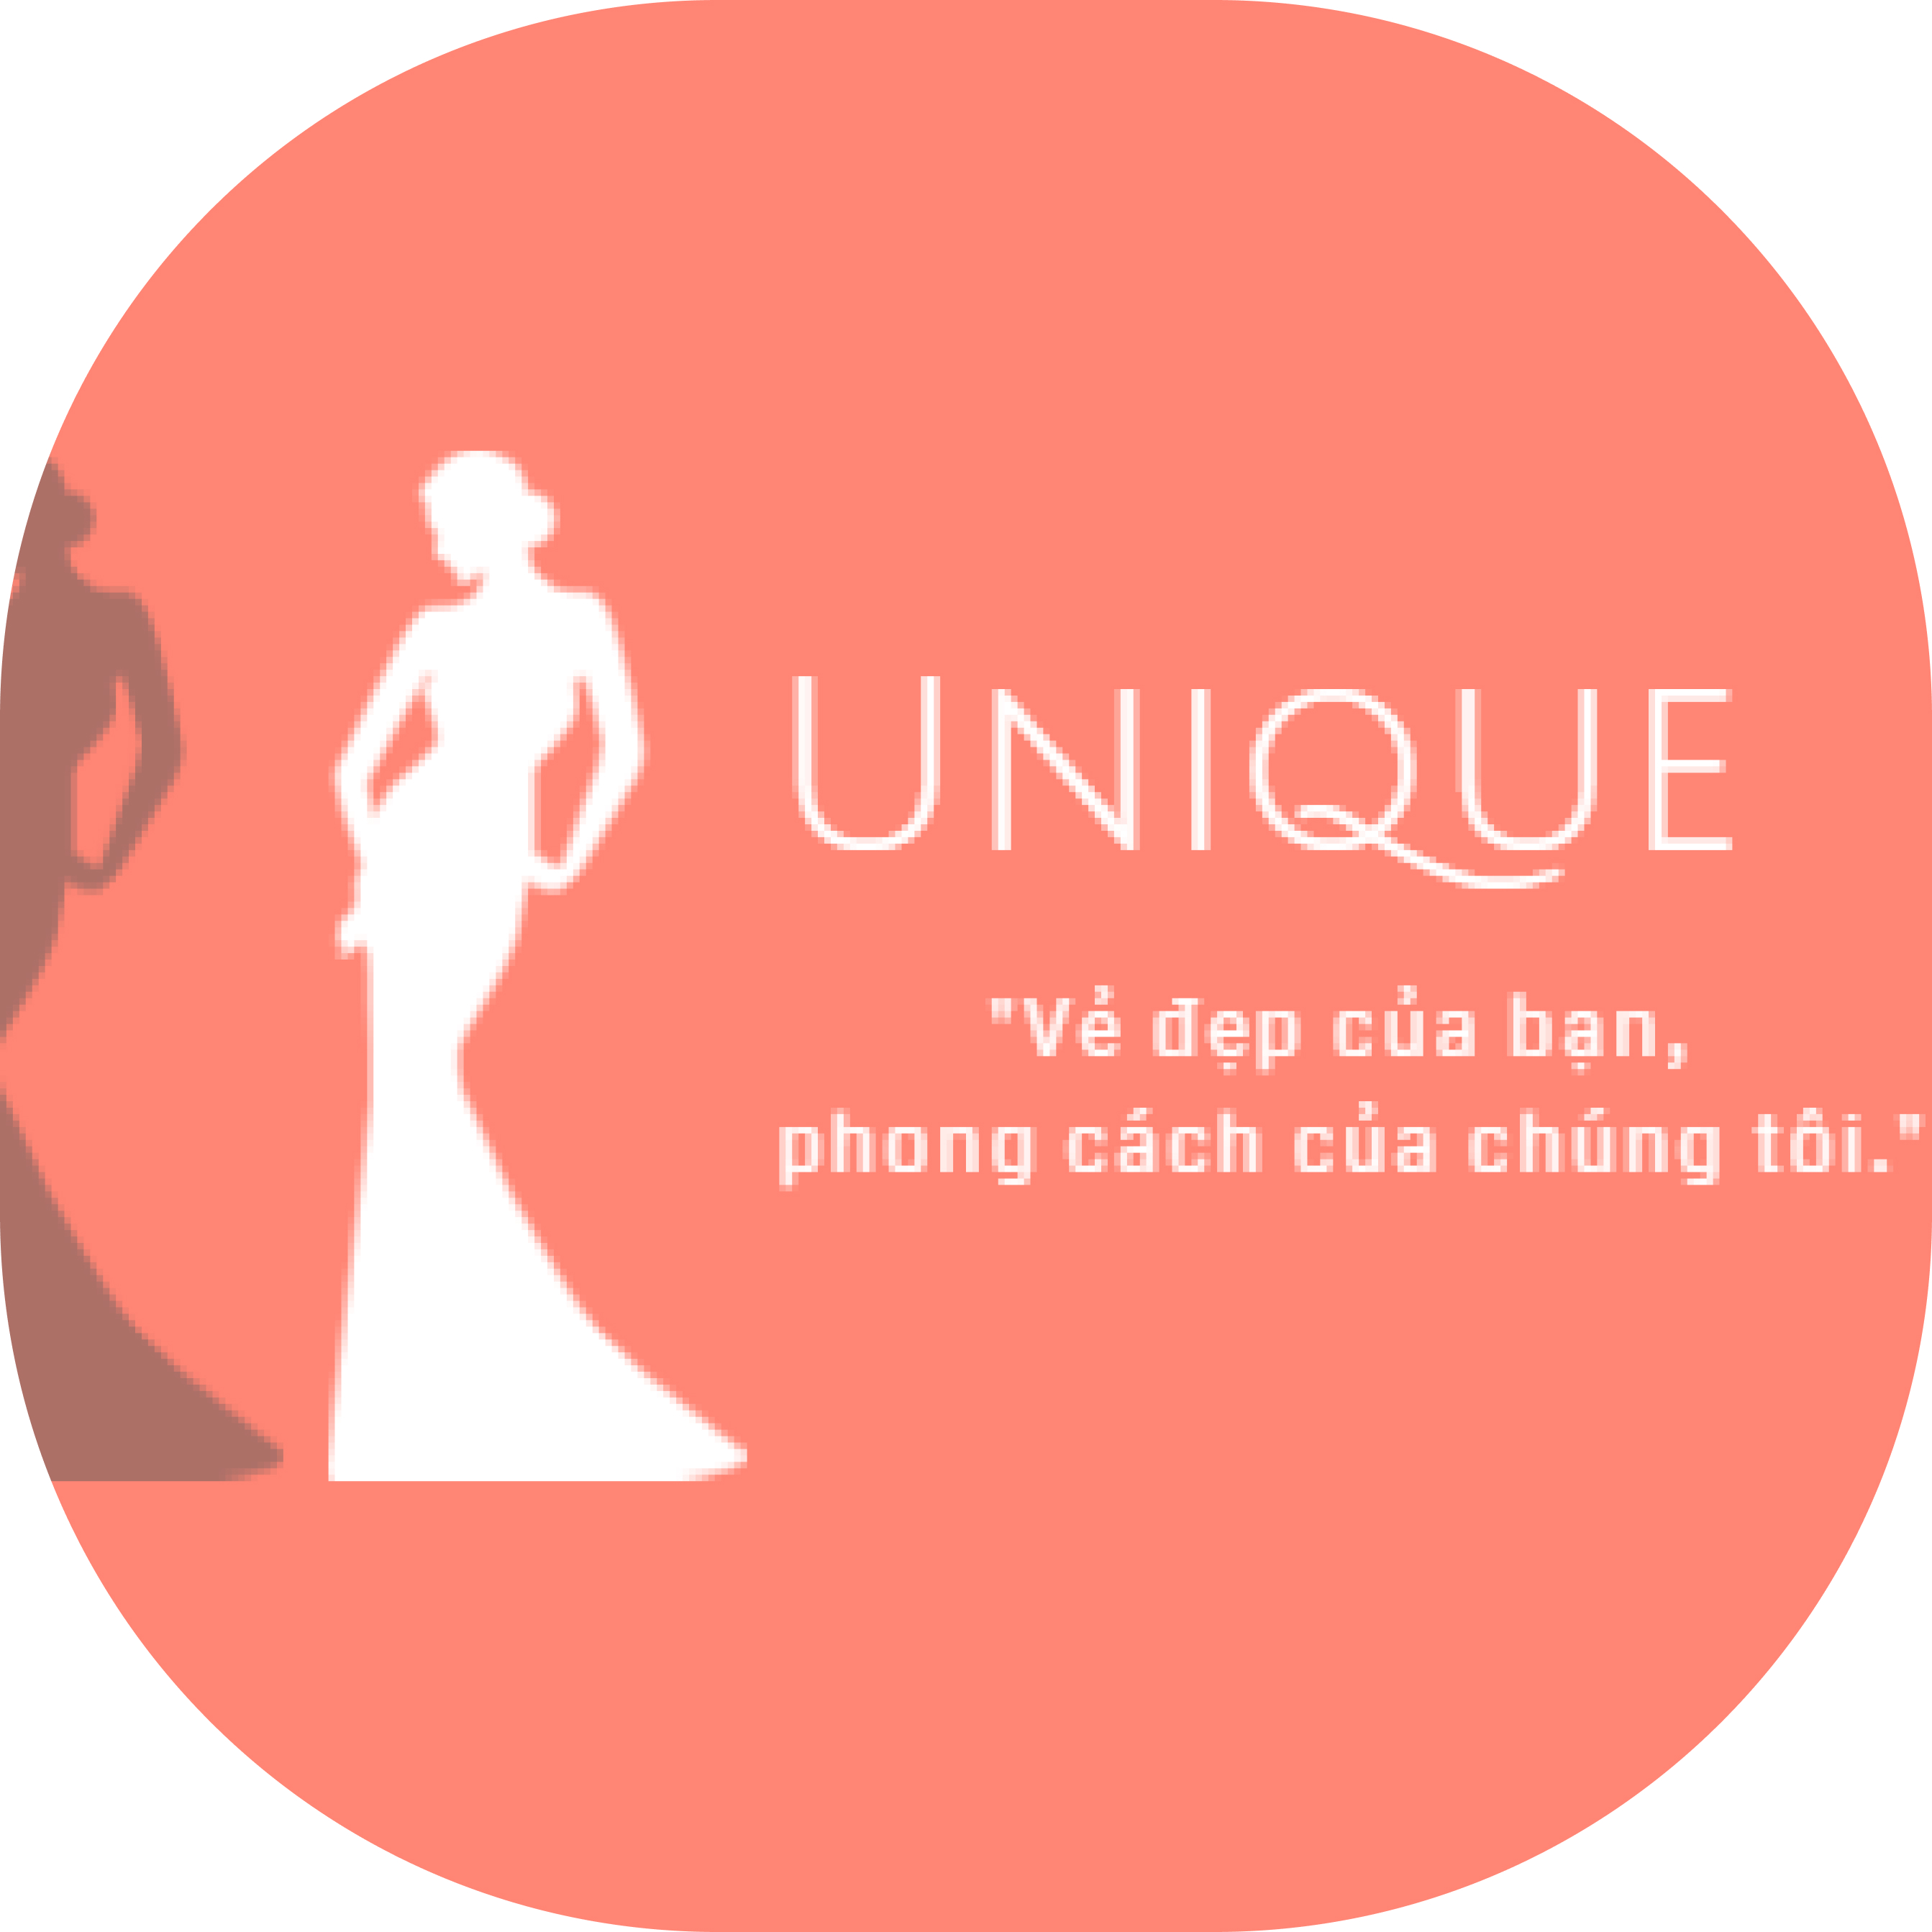 UNIQUE
"Vẻ đẹp của bạn,
phong cách của chúng tôi."